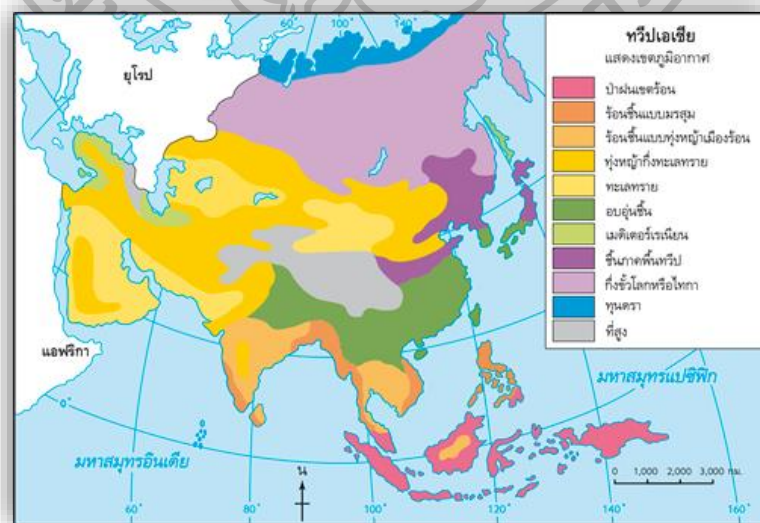 60° 100° 140°
ยุโรป
แอฟริกา
0°
มหาสมุทรอินเดีย
มหาสมุทรแปซิฟิก
น
0 1,000 2,000 3,000 กม.
60° 80° 100° 120° 140° 160°
ทวีปเอเชีย
แสดงเขตภูมิอากาศ
ป่าฝนเขตร้อน
ร้อนชื้นแบบมรสุม
ร้อนชื้นแบบทุ่งหญ้าเมืองร้อน
ทุ่งหญ้ากึ่งทะเลทราย
ทะเลทราย
อบอุ่นชื้น
เมดิเตอร์เรเนียน
ชื้นภาคพื้นทวีป
กึ่งขั้วโลกหรือไทกา
ทุนดรา
ที่สูง